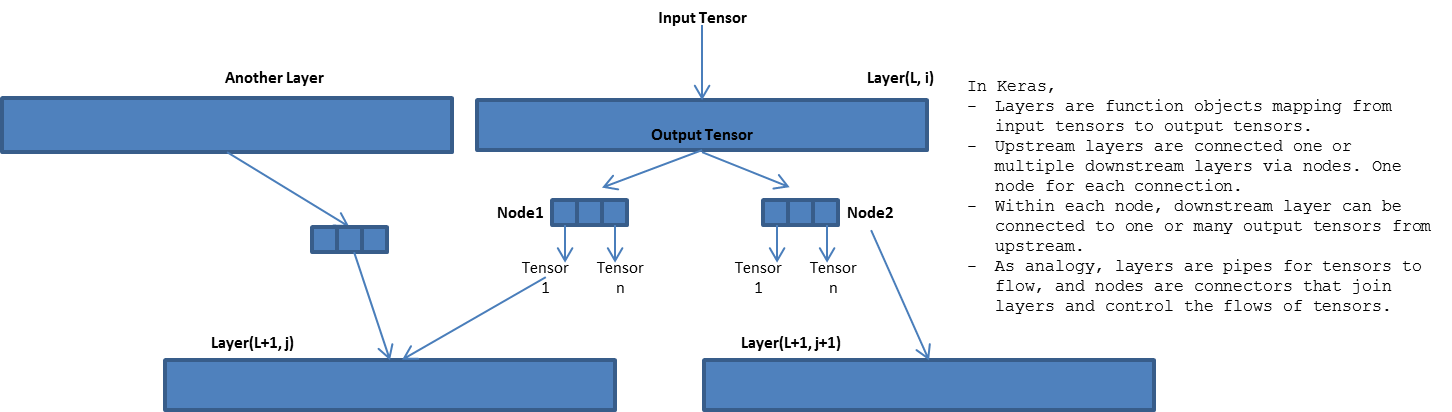 Input Tensor
Another Layer
Layer(L, i)
Output Tensor
Node1
Node2
Tensor
1
Tensor
n
Tensor
1
Tensor
n
Layer(L+1, j)
Layer(L+1, j+1)
In Keras,
- Layers are function objects mapping from
input tensors to output tensors.
- Upstream layers are connected one or
multiple downstream layers via nodes. One
node for each connection.
- Within each node, downstream layer can be
connected to one or many output tensors from
upstream.
- As analogy, layers are pipes for tensors to
flow, and nodes are connectors that join
layers and control the flows of tensors.